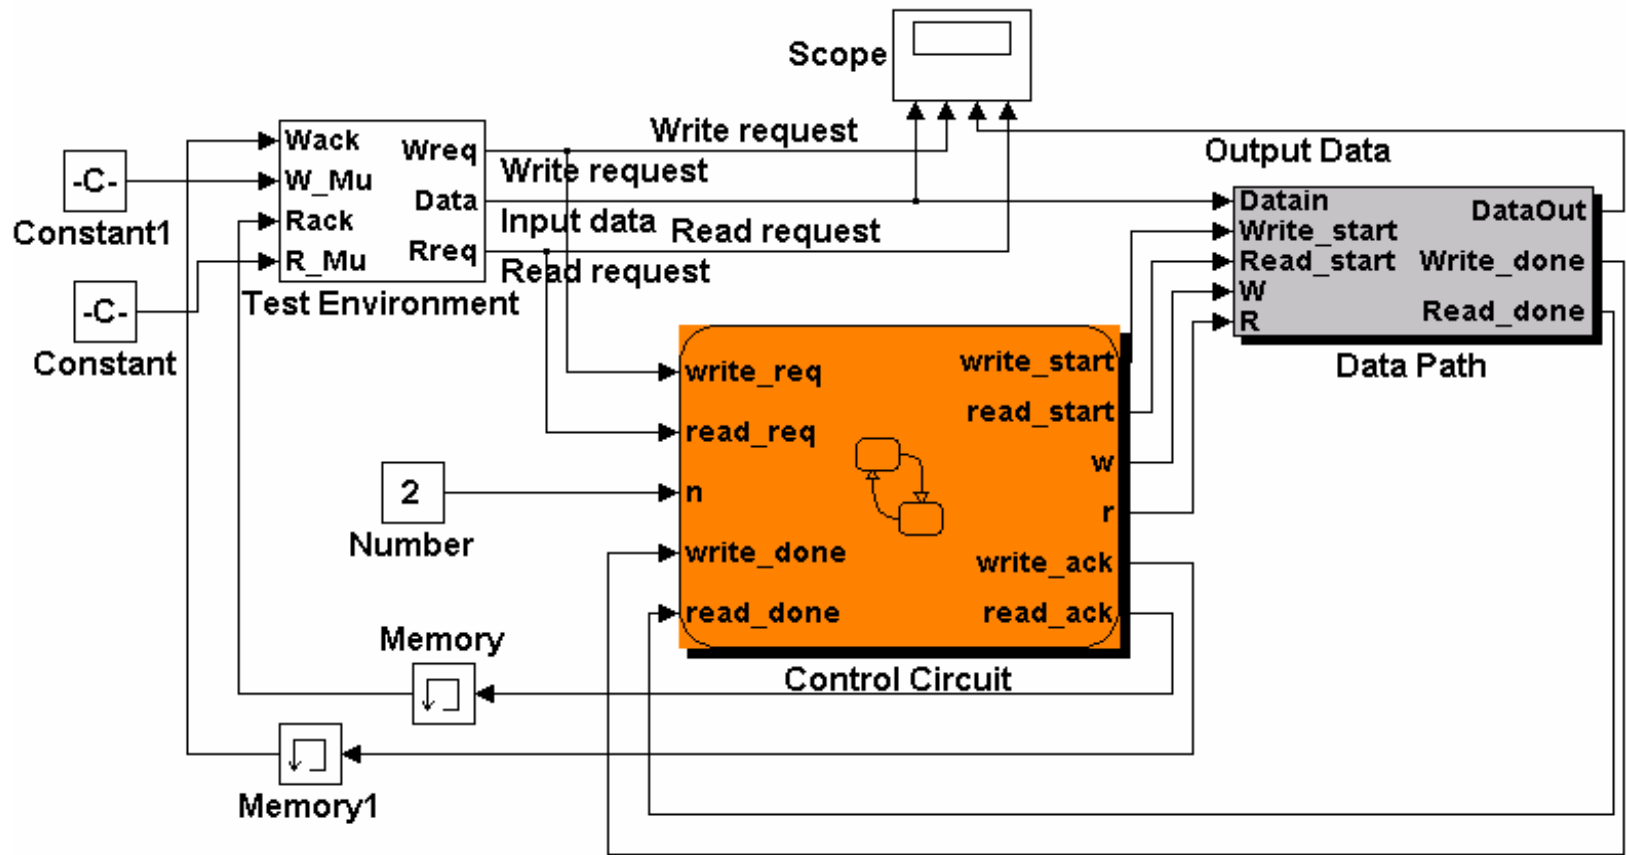 Scope
Write request
Output Data
Wack
W_Mu
Rack
R_Mu
Wreq
Data
Rreq
Test Environment
-C-
Constant1
-C-
Constant
Write request
Input data
Read request
Read request
Datain
Write_start
Read_start
W
R
DataOut
Write_done
Read_done
Data Path
write_req
read_req
n
write_done
read_done
write_start
read_start
w
r
write_ack
read_ack
Control Circuit
2
Number
Memory
Memory1